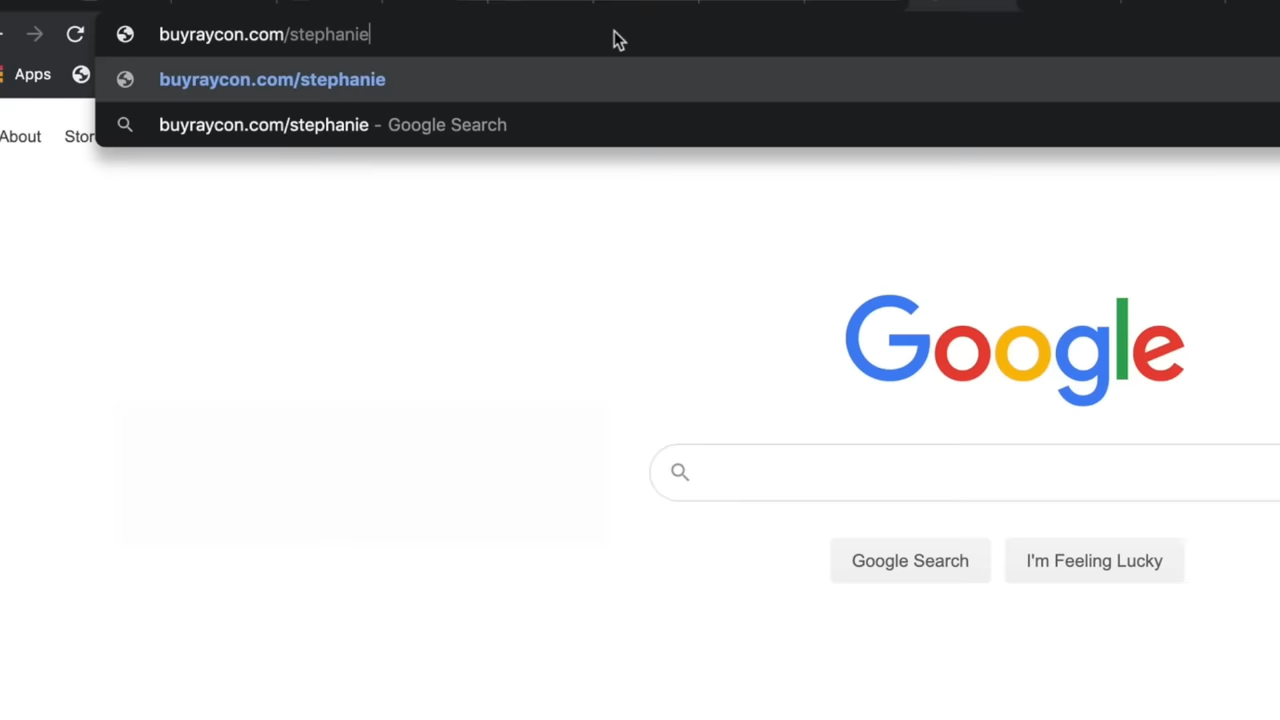 buyraycon.com/stephanie
Apps
buyraycon.com/stephanie
buyraycon.com/stephanie - Google Search
About
Google
Google Search
I'm Feeling Lucky